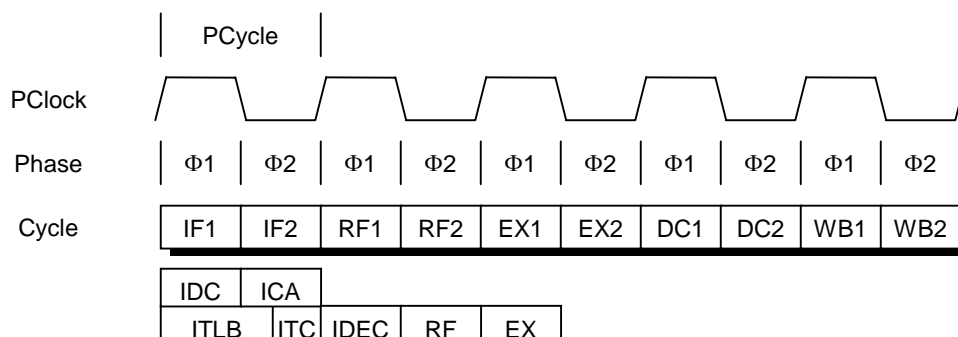 PCycle
PClock
Phase Φ1 Φ2 Φ1 Φ2 Φ1 Φ2 Φ1 Φ2 Φ1 Φ2
Cycle IF1 IF2 RF1 RF2 EX1 EX2 DC1 DC2 WB1 WB2
IDC ICA
ITLB ITC IDEC RF EX